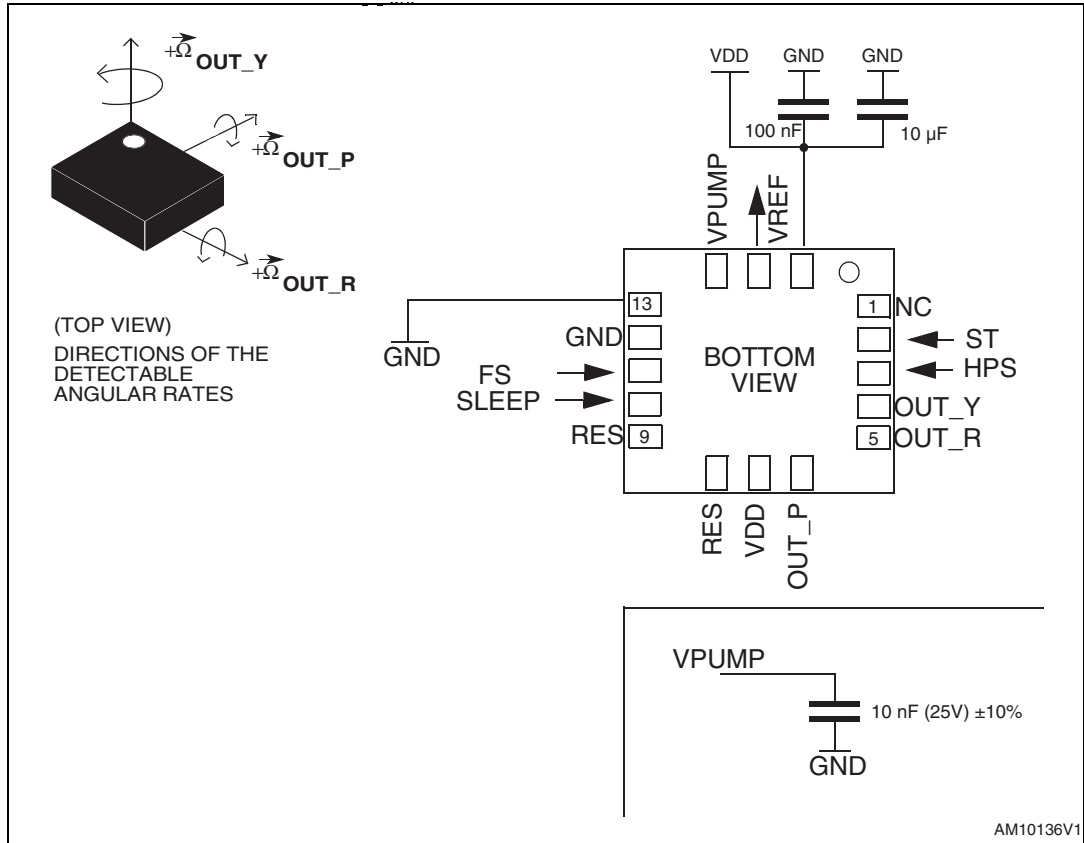 +Ω OUT_Y
+Ω OUT_P
+Ω OUT_R
(TOP VIEW)
DIRECTIONS OF THE
DETECTABLE
ANGULAR RATES
VDD
GND
GND
100 nF
10 µF
VPUMP
VREF
13
1
NC
GND
GND
ST
FS
HPS
SLEEP
OUT_Y
RES
9
5
OUT_R
BOTTOM
VIEW
RES
VDD
OUT_P
VPUMP
10 nF (25V) ±10%
GND
AM10136V1